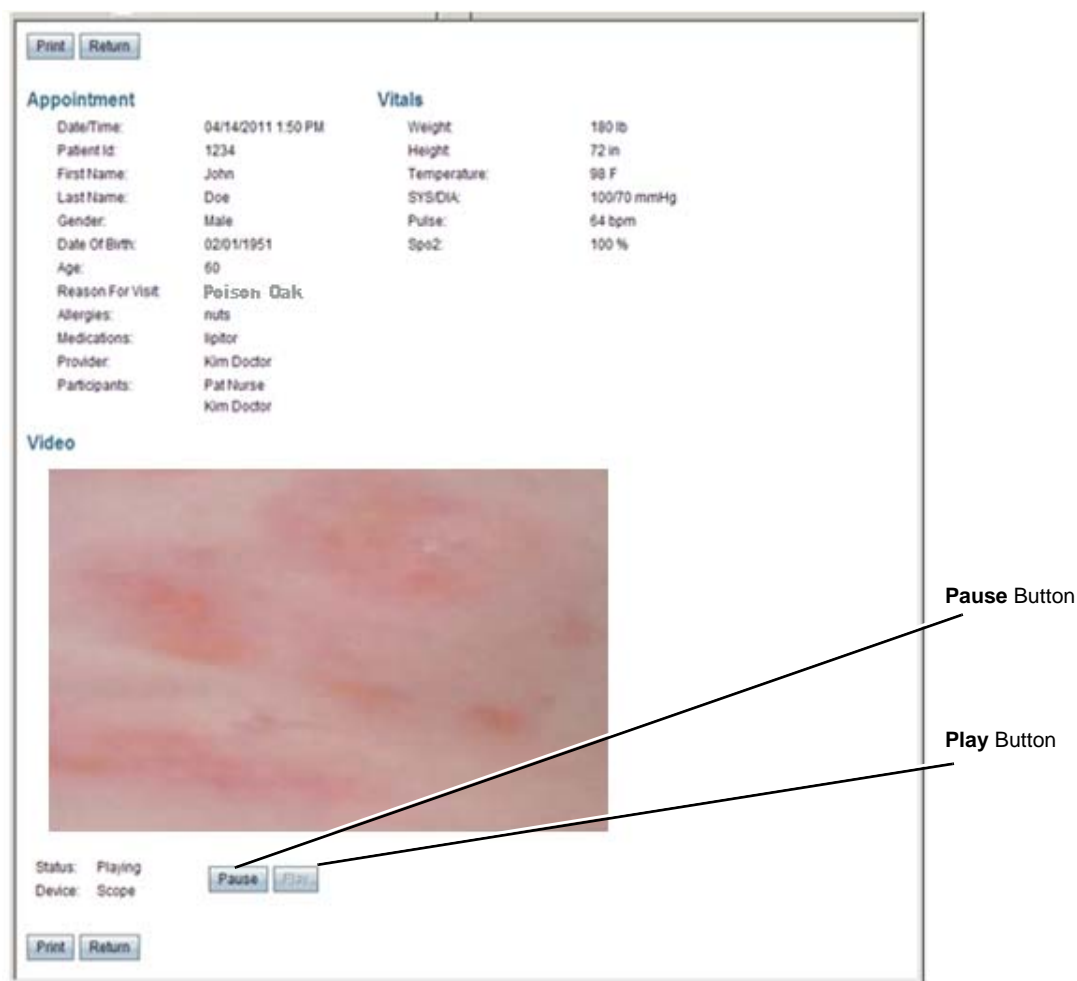 Print Return
Appointment
Date/Time: 04/14/2011 1:50 PM
Patient Id: 1234
First Name: John
Last Name: Doe
Gender: Male
Date Of Birth: 02/01/1951
Age: 60
Reason For Visit: Poison Oak
Allergies: nuts
Medications: lipitor
Provider: Kim Doctor
Participants: Pat Nurse
Kim Doctor
Vitals
Weight: 180 lb
Height: 72 in
Temperature: 98 F
SYS/DIA: 100/70 mmHg
Pulse: 64 bpm
Spo2: 100 %
Video
Pause Button
Play Button
Status: Playing
Device: Scope
Pause Play
Print Return